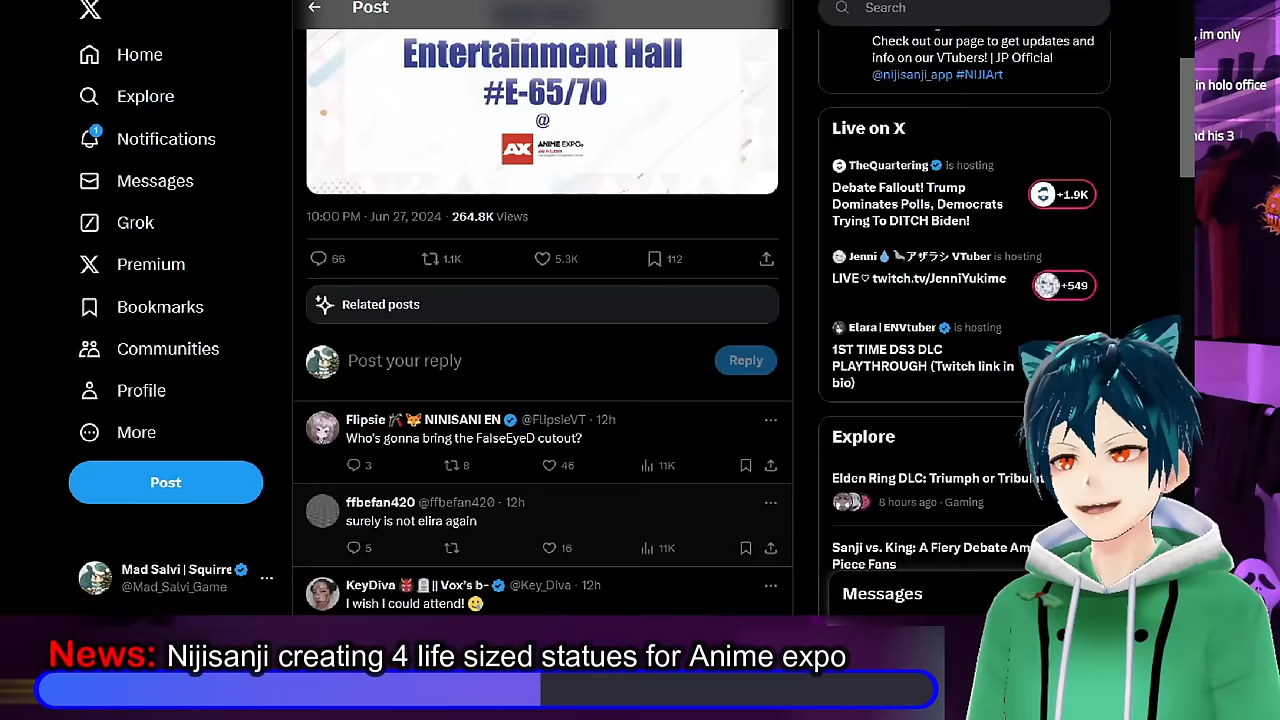 Home
Explore
1
Notifications
Messages
Grok
Premium
Bookmarks
Communities
Profile
More
Post
Mad Salvi | Squirre
@Mad_Salvi_Game
Post
Entertainment Hall
#E-65/70
@
AX ANIME EXPO
10:00 PM · Jun 27, 2024 · 264.8K Views
66 1.1K 5.3K 112
Related posts
Post your reply
Reply
Flipsie NINISANI EN @FlipsieVT · 12h
Who's gonna bring the FalseEyeD cutout?
3 8 46 11K
ffbefan420 @ffbefan420 · 12h
surely is not elira again
5 16 11K
KeyDiva || Vox's b- @Key_Diva · 12h
I wish I could attend!
Search
Check out our page to get updates and
info on our VTubers! | JP Official
@nijisanji_app #NIJIArt
Live on X
TheQuartering is hosting
Debate Fallout! Trump
Dominates Polls, Democrats
Trying To DITCH Biden!
+1.9K
Jenni アザラシ VTuber is hosting
LIVE♡ twitch.tv/JenniYukime
+549
Elara | ENVtuber is hosting
1ST TIME DS3 DLC
PLAYTHROUGH (Twitch link in
bio)
Explore
Elden Ring DLC: Triumph or Tribul
8 hours ago · Gaming
Sanji vs. King: A Fiery Debate Am
Piece Fans
Messages
, im only
in holo office
nd his 3
News: Nijisanji creating 4 life sized statues for Anime expo